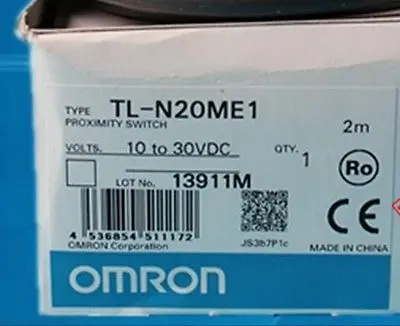 TYPE TL-N20ME1
PROXIMITY SWITCH 2m
VOLTS. 10 to 30VDC QTY. 1
Ro
LOT No. 13911M
CE
4 536854 511172
JS3b7P1c
OMRON Corporation MADE IN CHINA
OMRON